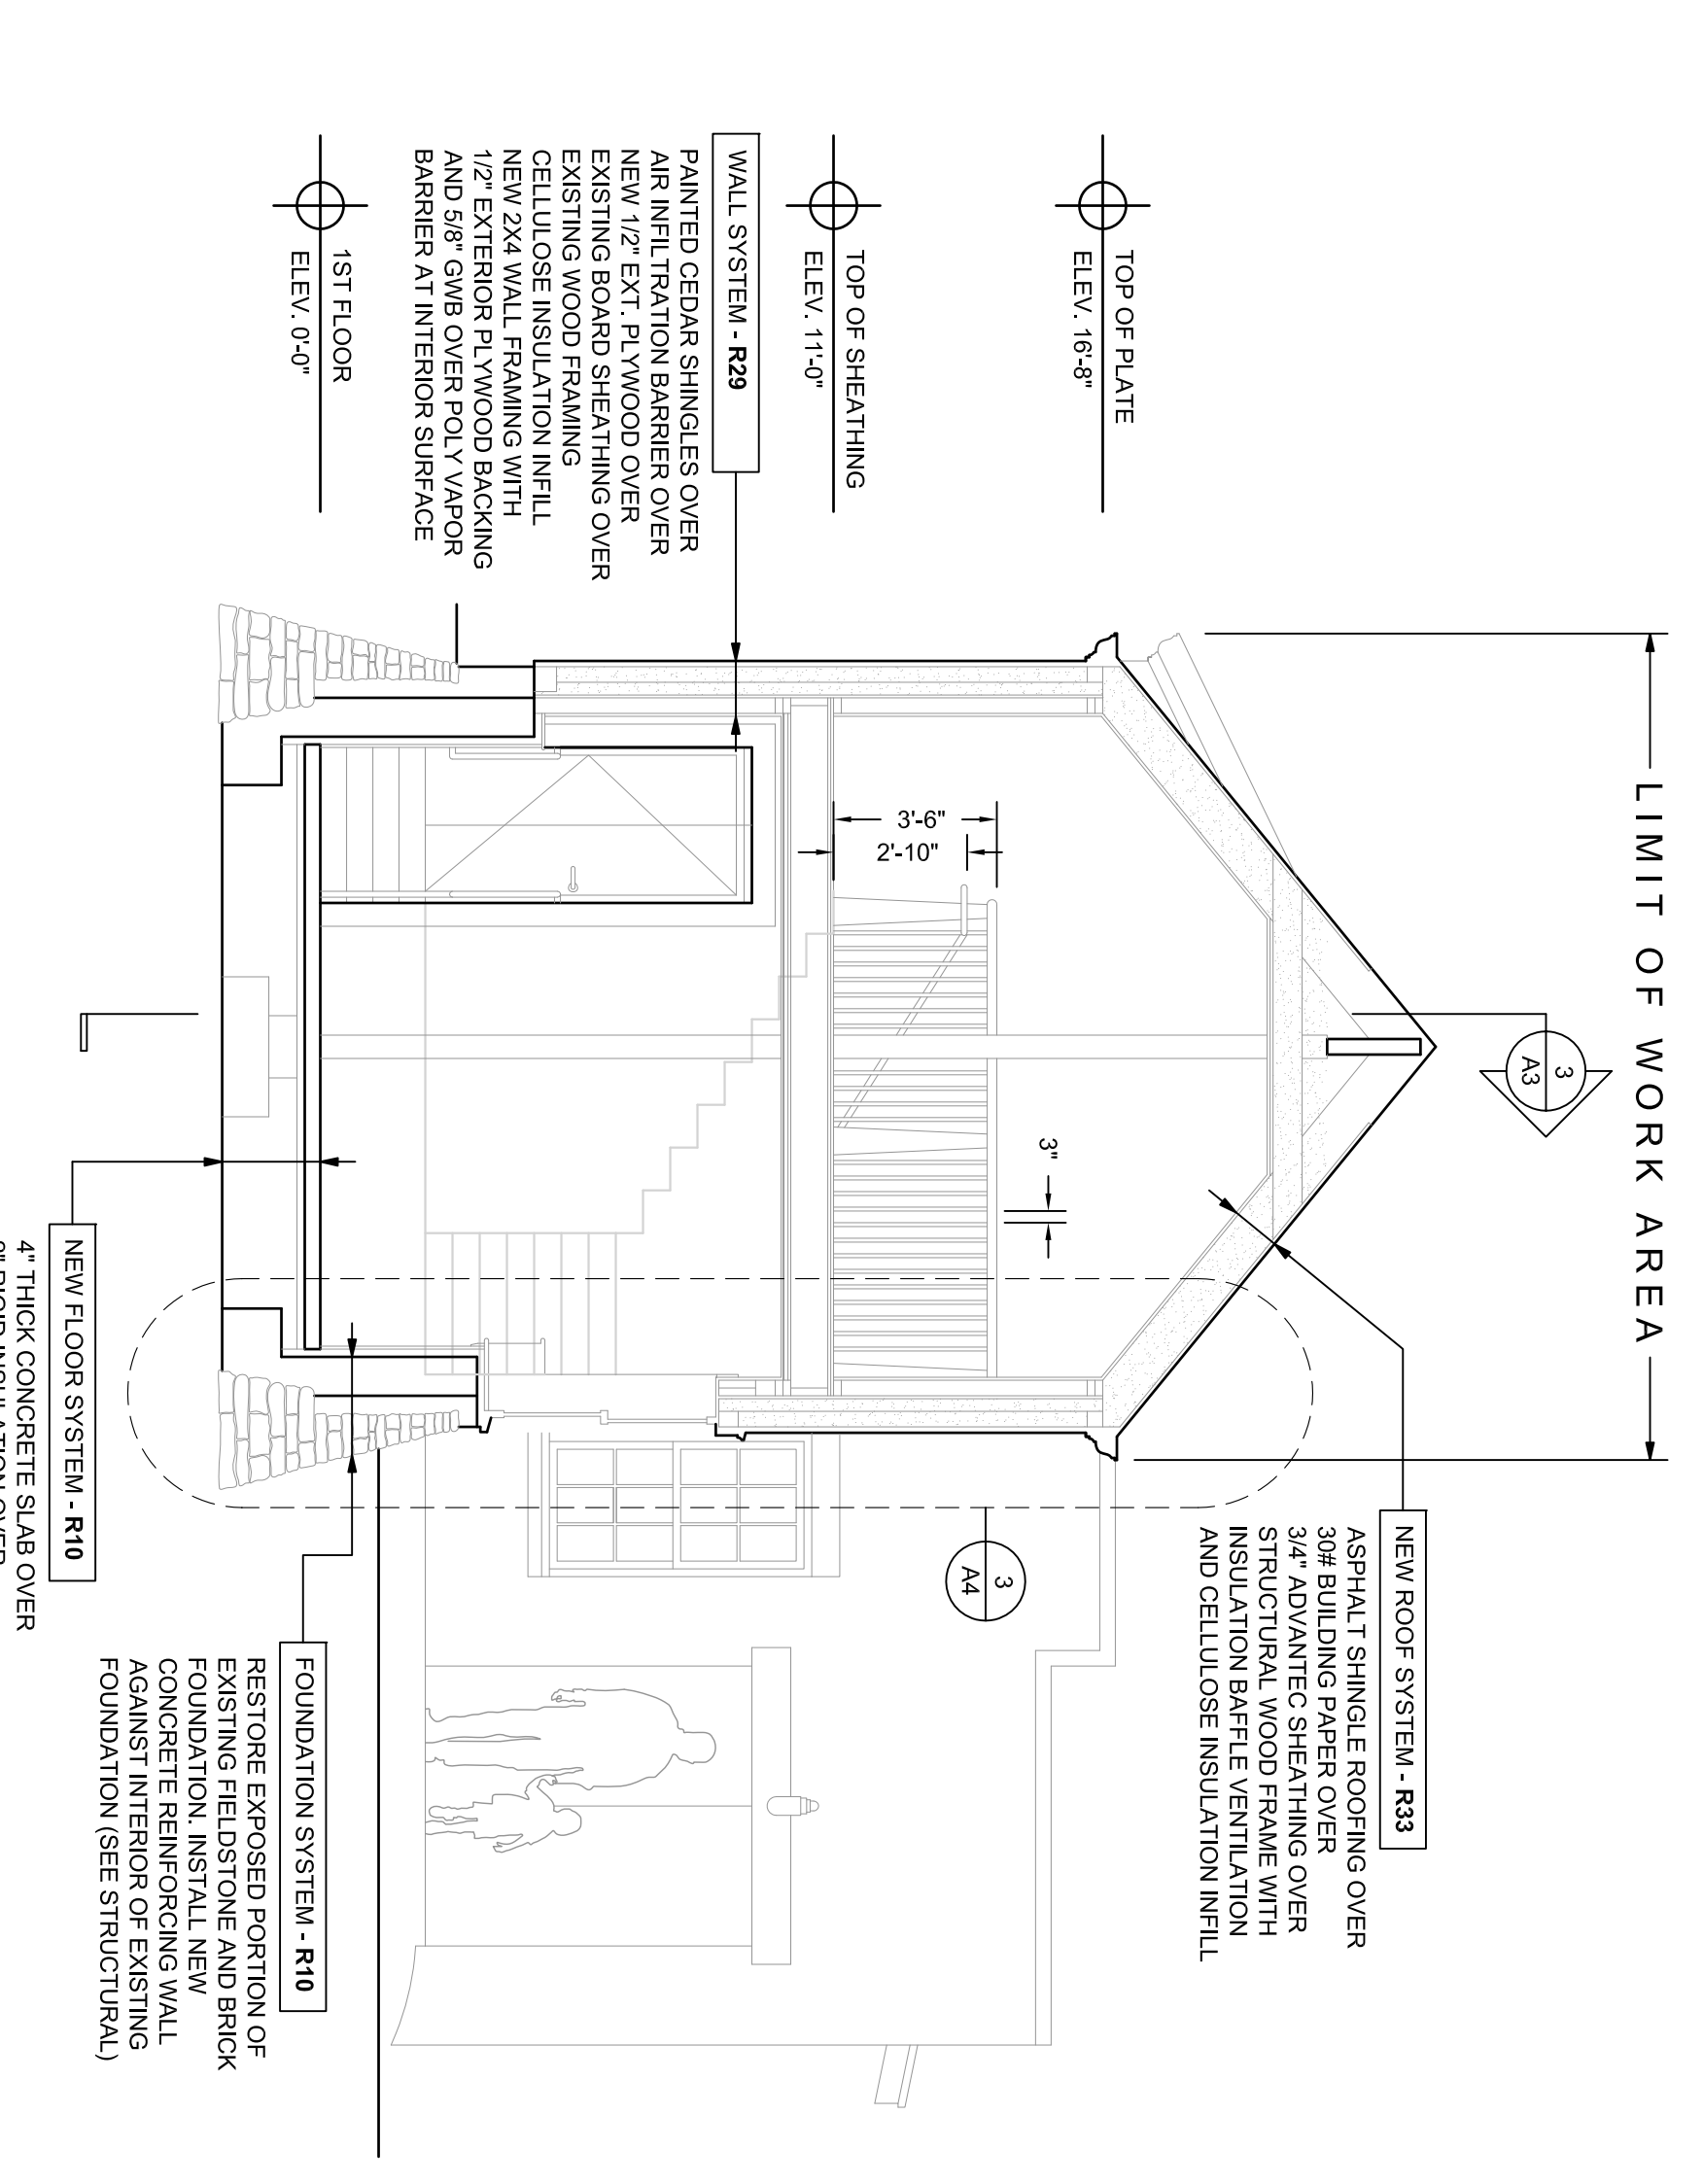 LIMIT OF WORK AREA
3
A3
TOP OF PLATE
ELEV. 16'-8"
TOP OF SHEATHING
ELEV. 11'-0"
WALL SYSTEM - R29
PAINTED CEDAR SHINGLES OVER
AIR INFILTRATION BARRIER OVER
NEW 1/2" EXT. PLYWOOD OVER
EXISTING BOARD SHEATHING OVER
EXISTING WOOD FRAMING
CELLULOSE INSULATION INFILL
NEW 2X4 WALL FRAMING WITH
1/2" EXTERIOR PLYWOOD BACKING
AND 5/8" GWB OVER POLY VAPOR
BARRIER AT INTERIOR SURFACE
1ST FLOOR
ELEV. 0'-0"
3'-6"
2'-10"
3"
NEW ROOF SYSTEM - R33
ASPHALT SHINGLE ROOFING OVER
30# BUILDING PAPER OVER
3/4" ADVANTEC SHEATHING OVER
STRUCTURAL WOOD FRAME WITH
INSULATION BAFFLE VENTILATION
AND CELLULOSE INSULATION INFILL
3
A4
FOUNDATION SYSTEM - R10
RESTORE EXPOSED PORTION OF
EXISTING FIELDSTONE AND BRICK
FOUNDATION. INSTALL NEW
CONCRETE REINFORCING WALL
AGAINST INTERIOR OF EXISTING
FOUNDATION (SEE STRUCTURAL)
NEW FLOOR SYSTEM - R10
4" THICK CONCRETE SLAB OVER
RIGID INSULATION OVER